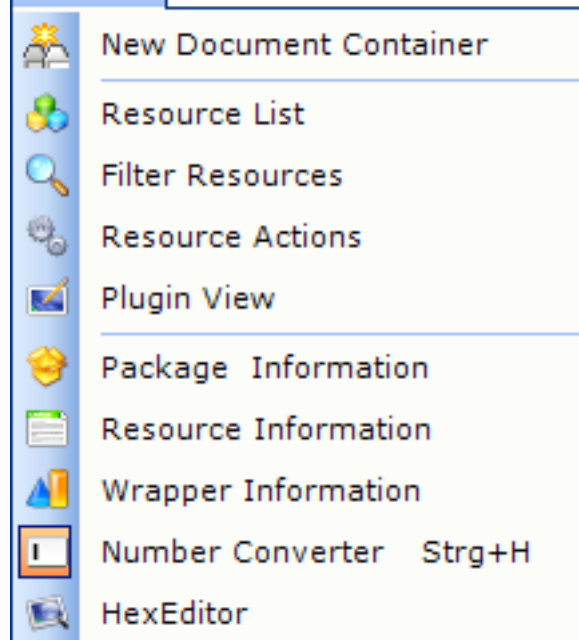 New Document Container
Resource List
Filter Resources
Resource Actions
Plugin View
Package  Information
Resource Information
Wrapper Information
Number Converter   Strg+H
HexEditor